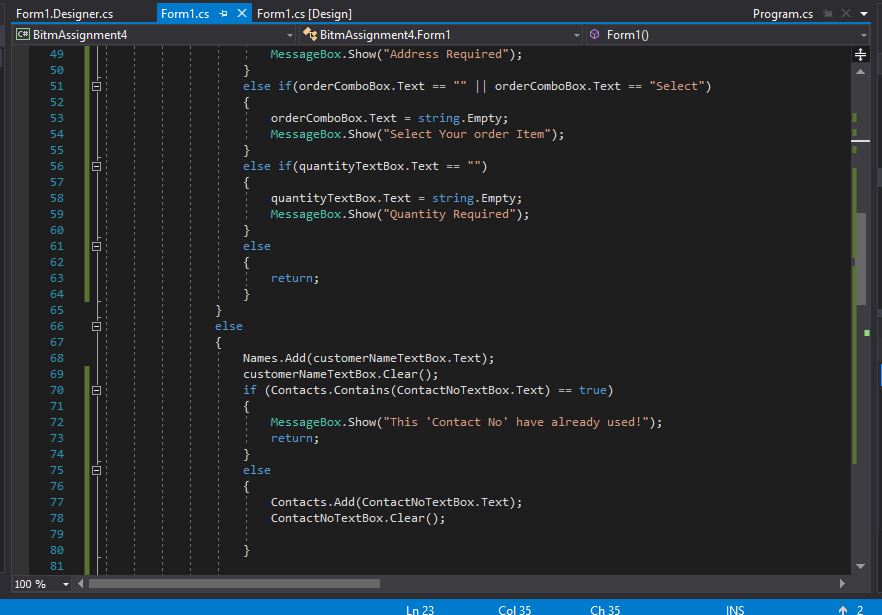 Form1.Designer.cs Form1.cs Form1.cs [Design] Program.cs
C# BitmAssignment4 BitmAssignment4.Form1 Form1()
49 MessageBox.Show("Address Required");
50 }
51 else if(orderComboBox.Text == "" || orderComboBox.Text == "Select")
52 {
53 orderComboBox.Text = string.Empty;
54 MessageBox.Show("Select Your order Item");
55 }
56 else if(quantityTextBox.Text == "")
57 {
58 quantityTextBox.Text = string.Empty;
59 MessageBox.Show("Quantity Required");
60 }
61 else
62 {
63 return;
64 }
65 }
66 else
67 {
68 Names.Add(customerNameTextBox.Text);
69 customerNameTextBox.Clear();
70 if (Contacts.Contains(ContactNoTextBox.Text) == true)
71 {
72 MessageBox.Show("This 'Contact No' have already used!");
73 return;
74 }
75 else
76 {
77 Contacts.Add(ContactNoTextBox.Text);
78 ContactNoTextBox.Clear();
79
80 }
81
100 %
Ln 23 Col 35 Ch 35 INS 2